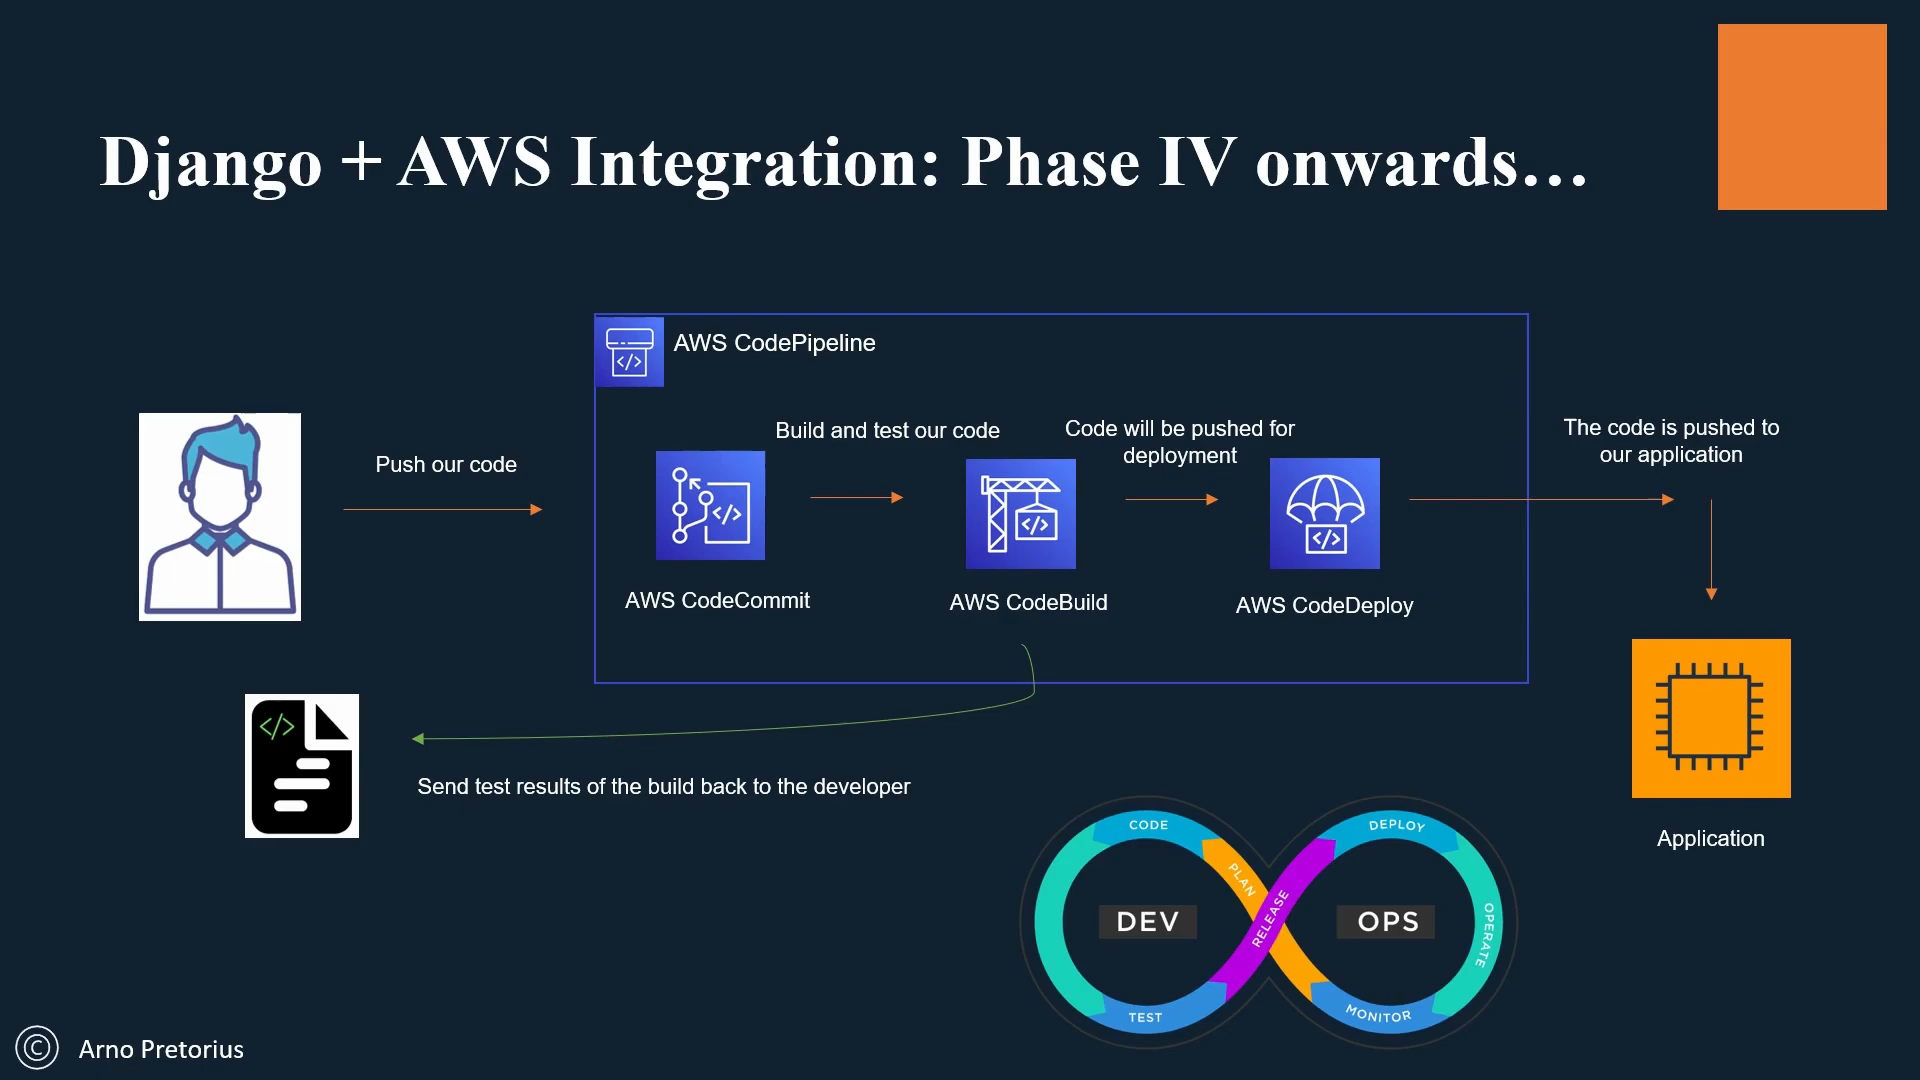 Django + AWS Integration: Phase IV onwards...
AWS CodePipeline
</>
Push our code
Build and test our code
Code will be pushed for
deployment
The code is pushed to
our application
</>
</>
</>
AWS CodeCommit
AWS CodeBuild
AWS CodeDeploy
</>
Send test results of the build back to the developer
Application
CODE
PLAN
RELEASE
DEPLOY
OPERATE
MONITOR
TEST
DEV
OPS
© Arno Pretorius